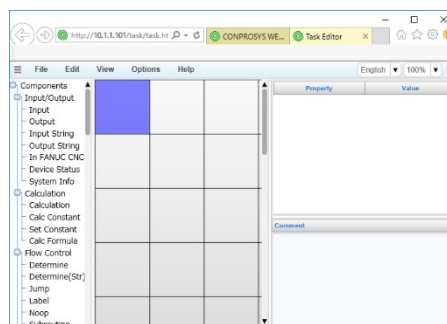 http://10.1.1.101/task/task.ht
CONPROSYS WE...
Task Editor
File Edit View Options Help
English
100%
Components
Input/Output
Input
Output
Input String
Output String
In FANUC CNC
Device Status
System Info
Calculation
Calculation
Calc Constant
Set Constant
Calc Formula
Flow Control
Determine
Determine(Str)
Jump
Label
Noop
Subroutine
Property Value
Comment